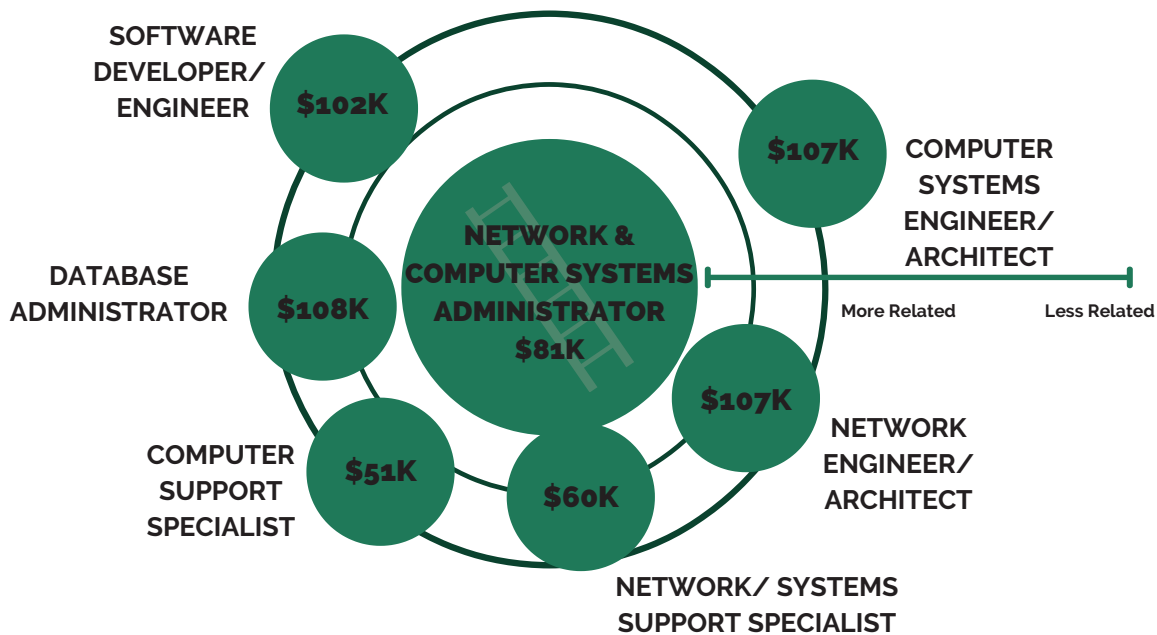 SOFTWARE
DEVELOPER/
ENGINEER
$102K
$107K
COMPUTER
SYSTEMS
ENGINEER/
ARCHITECT
NETWORK &
COMPUTER SYSTEMS
ADMINISTRATOR
$81K
DATABASE
ADMINISTRATOR
$108K
More Related
Less Related
$107K
NETWORK
ENGINEER/
ARCHITECT
COMPUTER
SUPPORT
SPECIALIST
$51K
$60K
NETWORK/ SYSTEMS
SUPPORT SPECIALIST